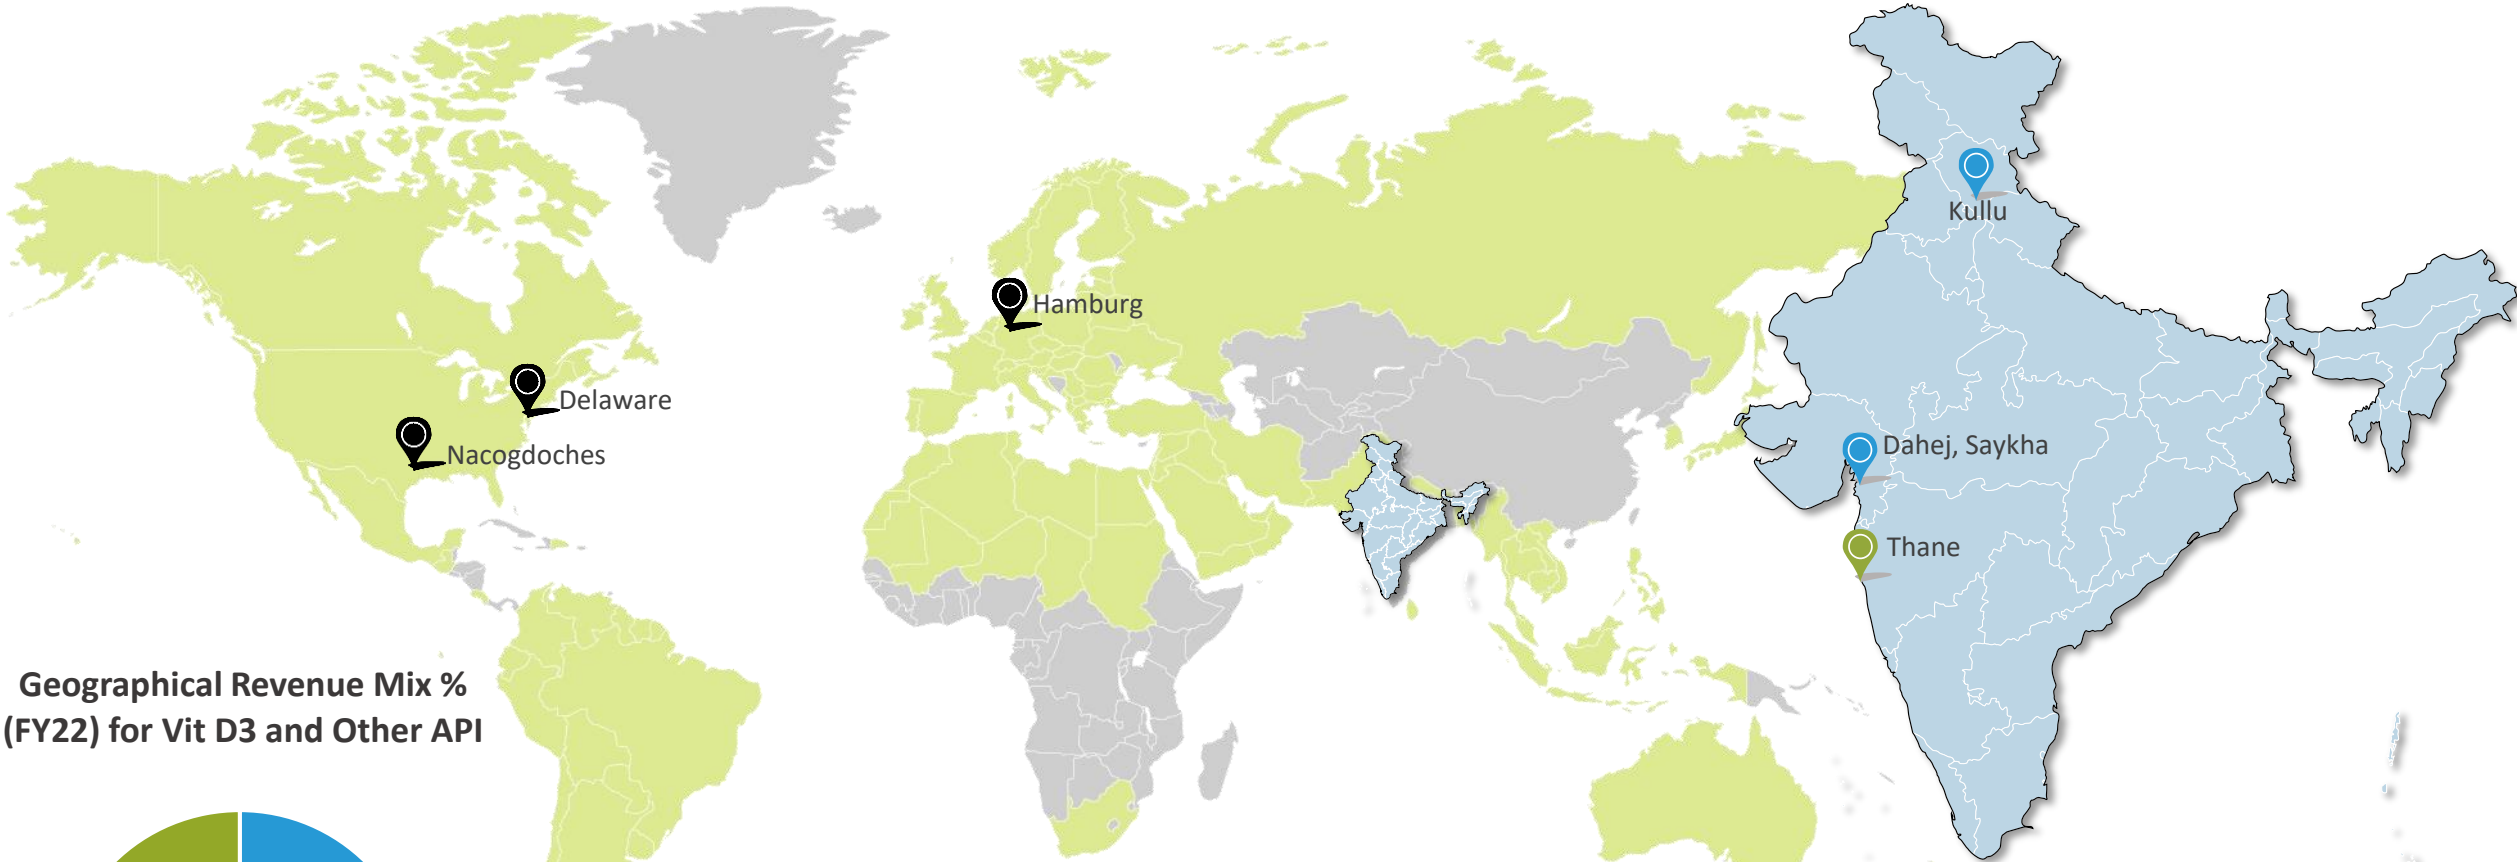 Kullu
Hamburg
Delaware
Nacogdoches
Dahej, Saykha
Thane
Geographical Revenue Mix %
(FY22) for Vit D3 and Other API